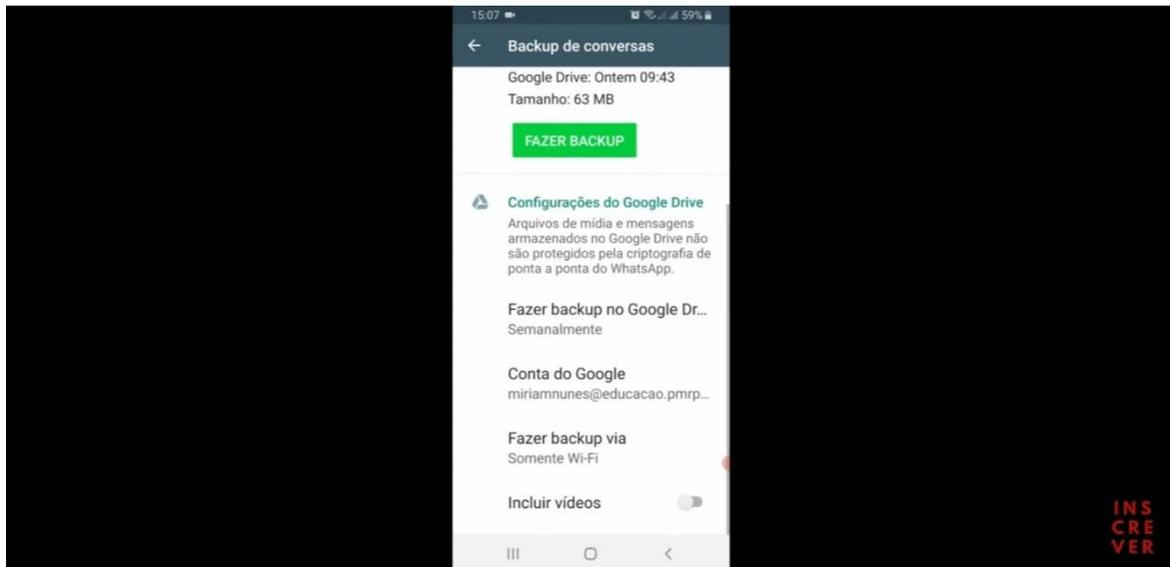 15:07
59%
Backup de conversas
Google Drive: Ontem 09:43
Tamanho: 63 MB
FAZER BACKUP
Configurações do Google Drive
Arquivos de mídia e mensagens
armazenados no Google Drive não
são protegidos pela criptografia de
ponta a ponta do WhatsApp.
Fazer backup no Google Dr...
Semanalmente
Conta do Google
miriamnunes@educacao.pmrp...
Fazer backup via
Somente Wi-Fi
Incluir vídeos
INS
CRE
VER